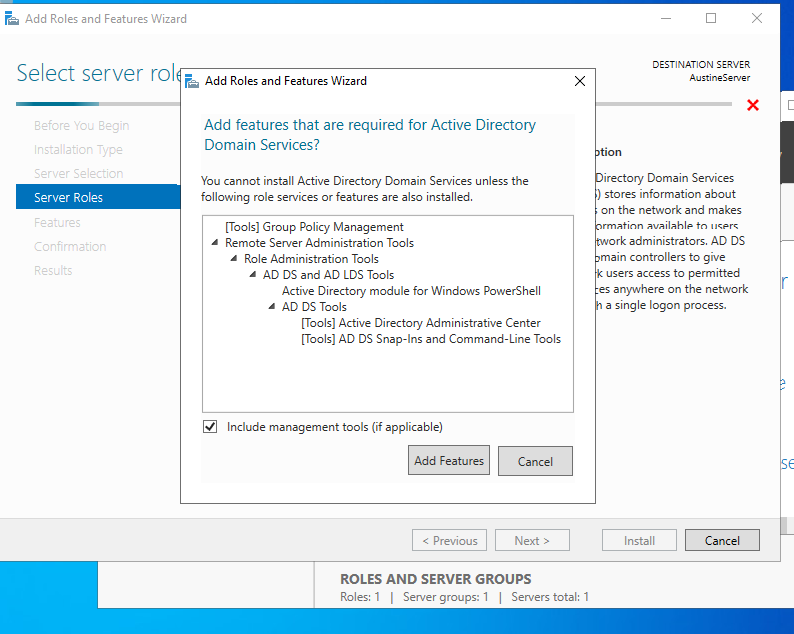 Add Roles and Features Wizard
Select server role
DESTINATION SERVER
AustineServer
Before You Begin
Installation Type
Server Selection
Server Roles
Features
Confirmation
Results
Add Roles and Features Wizard
Add features that are required for Active Directory
Domain Services?
You cannot install Active Directory Domain Services unless the
following role services or features are also installed.
[Tools] Group Policy Management
Remote Server Administration Tools
Role Administration Tools
AD DS and AD LDS Tools
Active Directory module for Windows PowerShell
AD DS Tools
[Tools] Active Directory Administrative Center
[Tools] AD DS Snap-Ins and Command-Line Tools
Include management tools (if applicable)
Add Features
Cancel
ption
Directory Domain Services
) stores information about
s on the network and makes
ormation available to users
twork administrators. AD DS
omain controllers to give
k users access to permitted
ces anywhere on the network
h a single logon process.
< Previous
Next >
Install
Cancel
ROLES AND SERVER GROUPS
Roles: 1 | Server groups: 1 | Servers total: 1